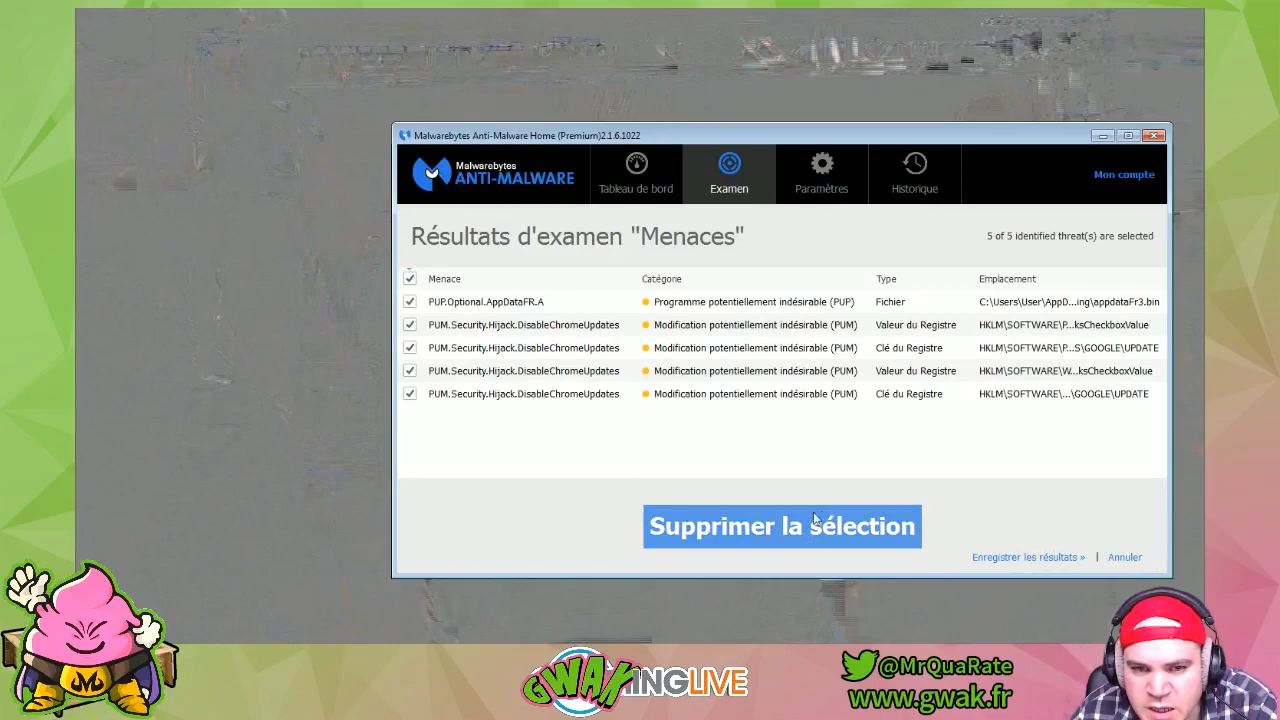 Malwarebytes Anti-Malware Home (Premium)2.1.6.1022
Malwarebytes
ANTI-MALWARE
Tableau de bord
Examen
Paramètres
Historique
Mon compte
Résultats d'examen "Menaces"
5 of 5 identified threat(s) are selected
Menace Catégorie Type Emplacement
PUP.Optional.AppDataFR.A Programme potentiellement indésirable (PUP) Fichier C:\Users\User\AppD...ing\appdataFr3.bin
PUM.Security.Hijack.DisableChromeUpdates Modification potentiellement indésirable (PUM) Valeur du Registre HKLM\SOFTWARE\P...ksCheckboxValue
PUM.Security.Hijack.DisableChromeUpdates Modification potentiellement indésirable (PUM) Clé du Registre HKLM\SOFTWARE\P...S\GOOGLE\UPDATE
PUM.Security.Hijack.DisableChromeUpdates Modification potentiellement indésirable (PUM) Valeur du Registre HKLM\SOFTWARE\W...ksCheckboxValue
PUM.Security.Hijack.DisableChromeUpdates Modification potentiellement indésirable (PUM) Clé du Registre HKLM\SOFTWARE\...\GOOGLE\UPDATE
Supprimer la sélection
Enregistrer les résultats » | Annuler
GWAKINGLIVE
@MrQuaRate
www.gwak.fr